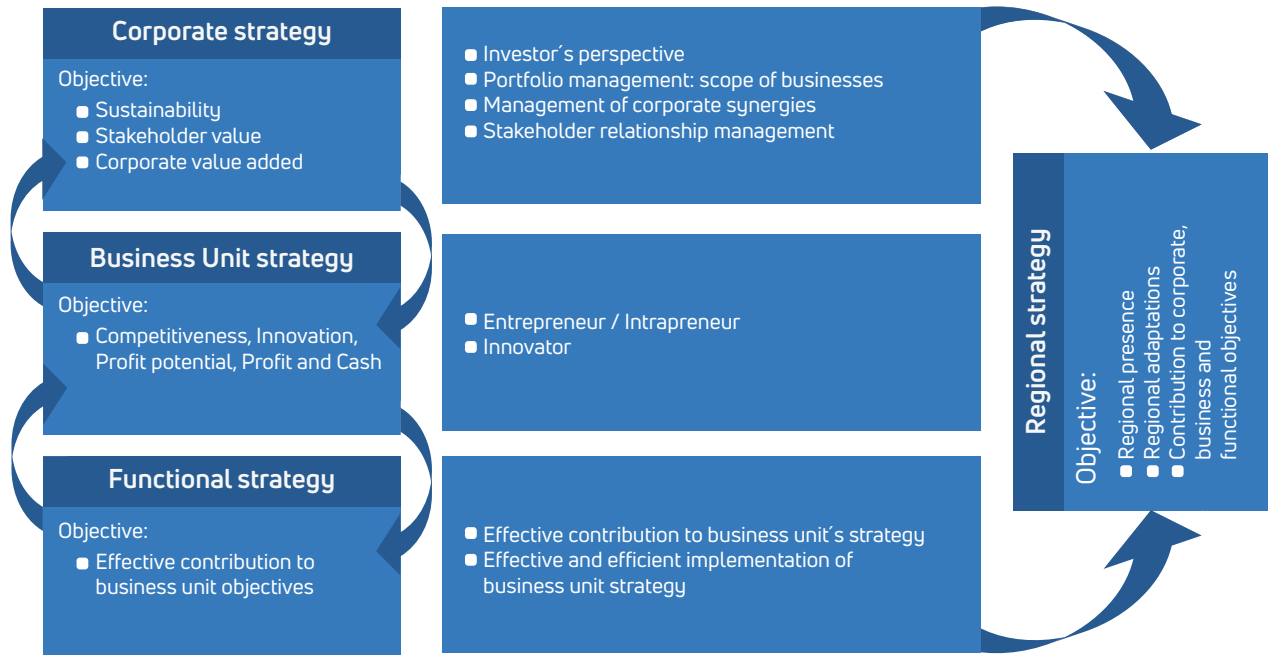 Corporate strategy
Objective:
Sustainability
Stakeholder value
Corporate value added
Investor´s perspective
Portfolio management: scope of businesses
Management of corporate synergies
Stakeholder relationship management
Business Unit strategy
Objective:
Competitiveness, Innovation,
Profit potential, Profit and Cash
Entrepreneur / Intrapreneur
Innovator
Functional strategy
Objective:
Effective contribution to
business unit objectives
Effective contribution to business unit´s strategy
Effective and efficient implementation of
business unit strategy
Regional strategy
Objective:
Regional presence
Regional adaptations
Contribution to corporate,
business and
functional objectives